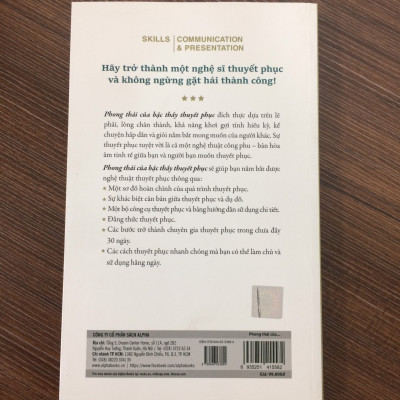 SKILLS | COMMUNICATION
& PRESENTATION
Hãy trở thành một nghệ sĩ thuyết phục
và không ngừng gặt hái thành công!
★★★
Phong thái của bậc thầy thuyết phục đích thực dựa trên lẽ
phải, lòng chân thành, khả năng khơi gợi tính hiếu kỳ, kể
chuyện hấp dẫn và giỏi nắm bắt mong muốn của người khác. Sự
thuyết phục tuyệt vời là cả một nghệ thuật công phu – bản hòa
âm tinh tế giữa bạn và người bạn muốn thuyết phục.
Phong thái của bậc thầy thuyết phục sẽ giúp bạn nắm bắt được
nghệ thuật thuyết phục thông qua:
★ Một sơ đồ hoàn chỉnh của quá trình thuyết phục.
★ Sự khác biệt căn bản giữa thuyết phục và dụ dỗ.
★ Một bộ công cụ thuyết phục và bảng hướng dẫn sử dụng chi tiết.
★ Đẳng thức thuyết phục.
★ Các bước trở thành chuyên gia thuyết phục trong chưa đầy
30 ngày.
★ Các cách thuyết phục nhanh chóng mà bạn có thể làm chủ và
sử dụng hằng ngày.
CÔNG TY CỔ PHẦN SÁCH ALPHA
Phong thái của...